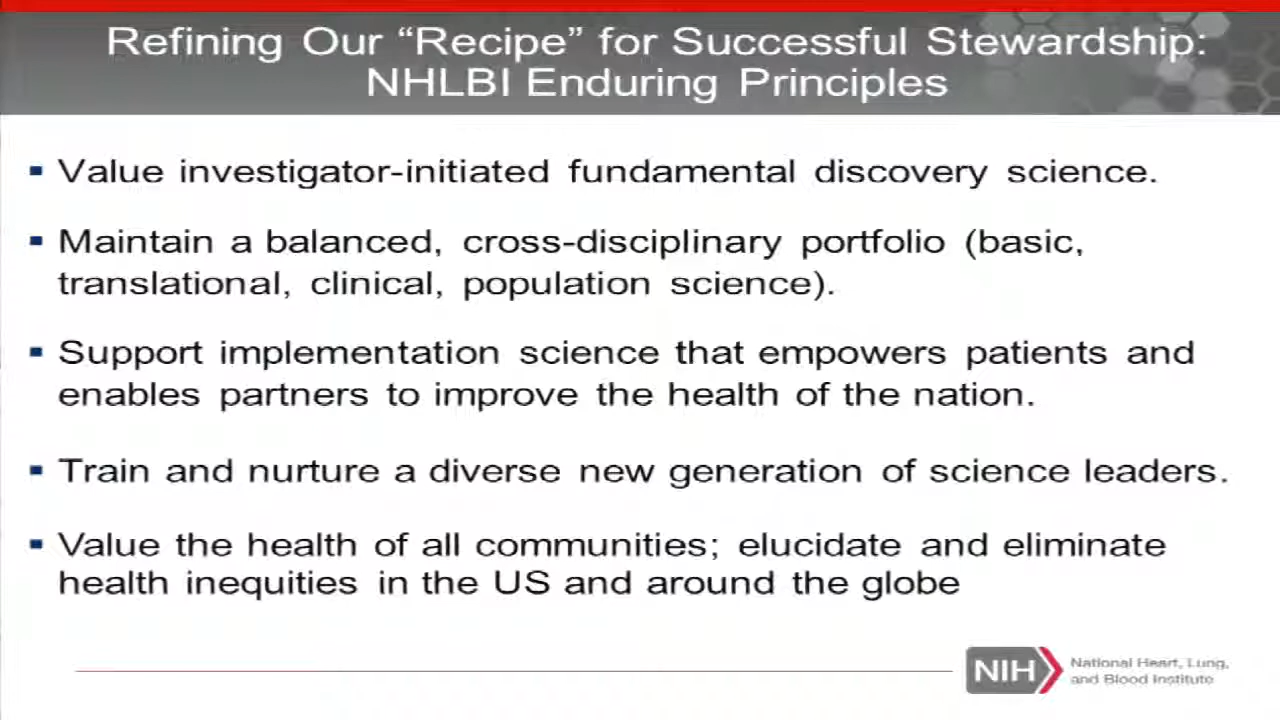 Refining Our “Recipe” for Successful Stewardship:
NHLBI Enduring Principles
▪ Value investigator-initiated fundamental discovery science.
▪ Maintain a balanced, cross-disciplinary portfolio (basic,
translational, clinical, population science).
▪ Support implementation science that empowers patients and
enables partners to improve the health of the nation.
▪ Train and nurture a diverse new generation of science leaders.
▪ Value the health of all communities; elucidate and eliminate
health inequities in the US and around the globe
NIH
National Heart, Lung,
and Blood Institute